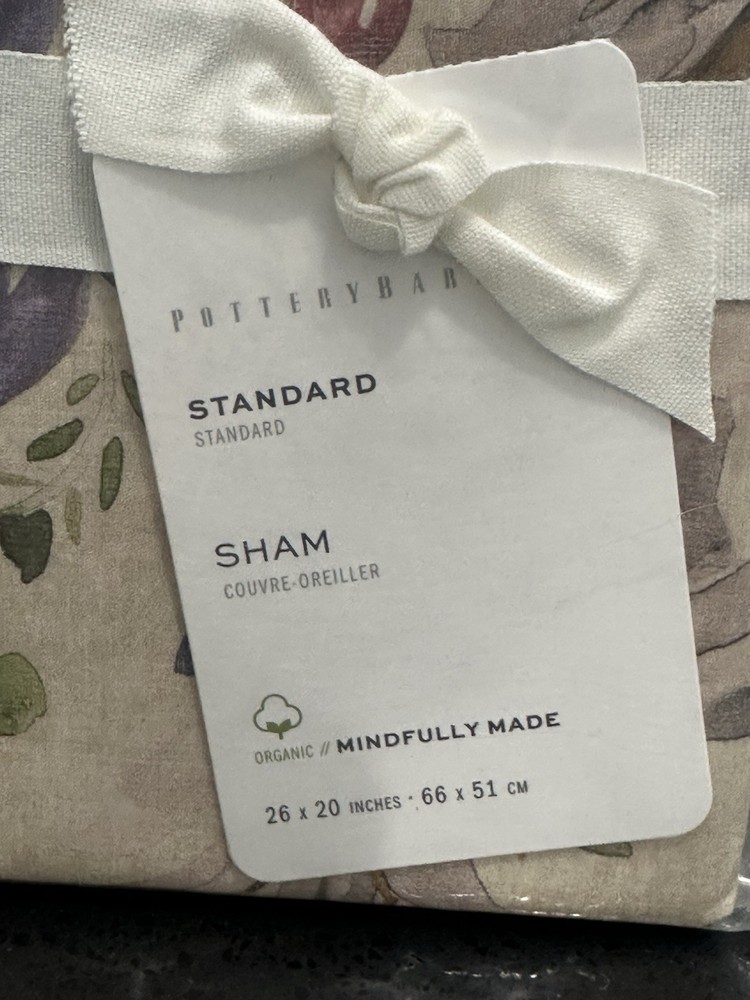 POTTERYBAR
STANDARD
STANDARD
SHAM
COUVRE-OREILLER
ORGANIC // MINDFULLY MADE
26 x 20 INCHES · 66 x 51 CM